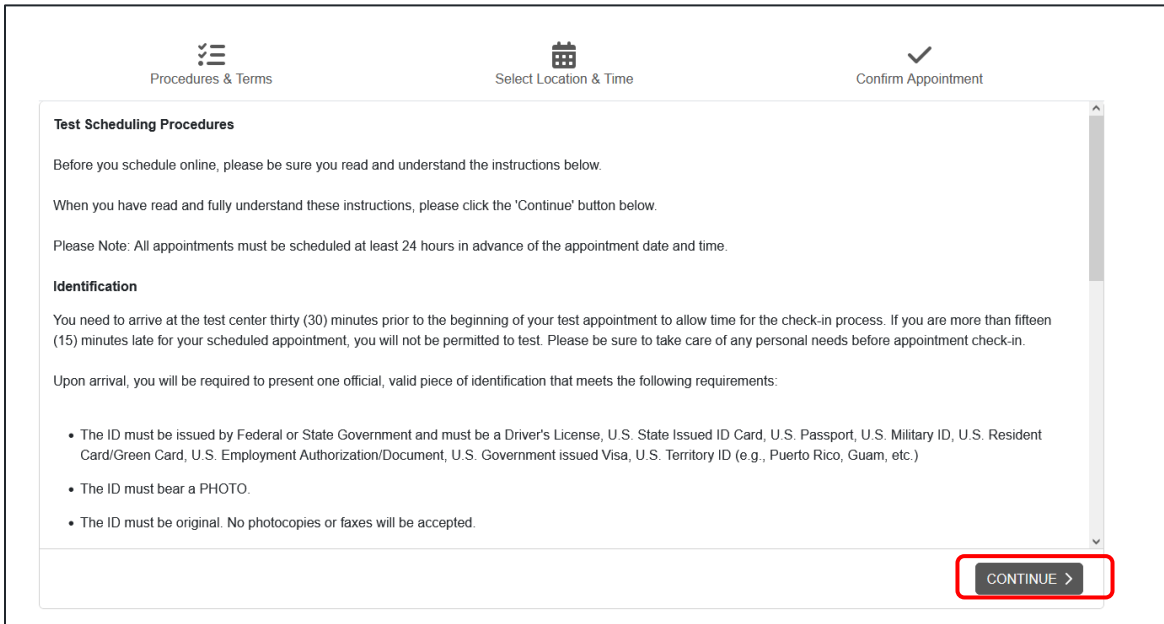 Procedures & Terms
Select Location & Time
Confirm Appointment
Test Scheduling Procedures
Before you schedule online, please be sure you read and understand the instructions below.
When you have read and fully understand these instructions, please click the 'Continue' button below.
Please Note: All appointments must be scheduled at least 24 hours in advance of the appointment date and time.
Identification
You need to arrive at the test center thirty (30) minutes prior to the beginning of your test appointment to allow time for the check-in process. If you are more than fifteen
(15) minutes late for your scheduled appointment, you will not be permitted to test. Please be sure to take care of any personal needs before appointment check-in.
Upon arrival, you will be required to present one official, valid piece of identification that meets the following requirements:
• The ID must be issued by Federal or State Government and must be a Driver's License, U.S. State Issued ID Card, U.S. Passport, U.S. Military ID, U.S. Resident
Card/Green Card, U.S. Employment Authorization/Document, U.S. Government issued Visa, U.S. Territory ID (e.g., Puerto Rico, Guam, etc.)
• The ID must bear a PHOTO.
• The ID must be original. No photocopies or faxes will be accepted.
CONTINUE